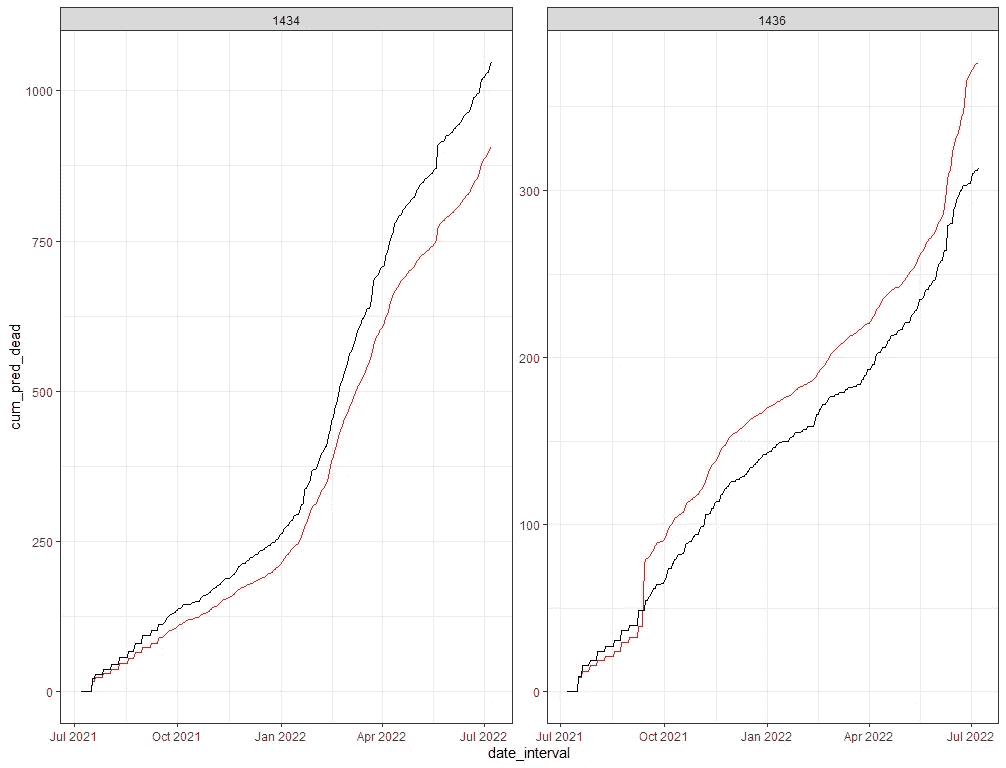 1434
1436
cum_pred_dead
1000
750
500
250
0
300
200
100
0
Jul 2021
Oct 2021
Jan 2022
Apr 2022
Jul 2022
Jul 2021
Oct 2021
Jan 2022
Apr 2022
Jul 2022
date_interval